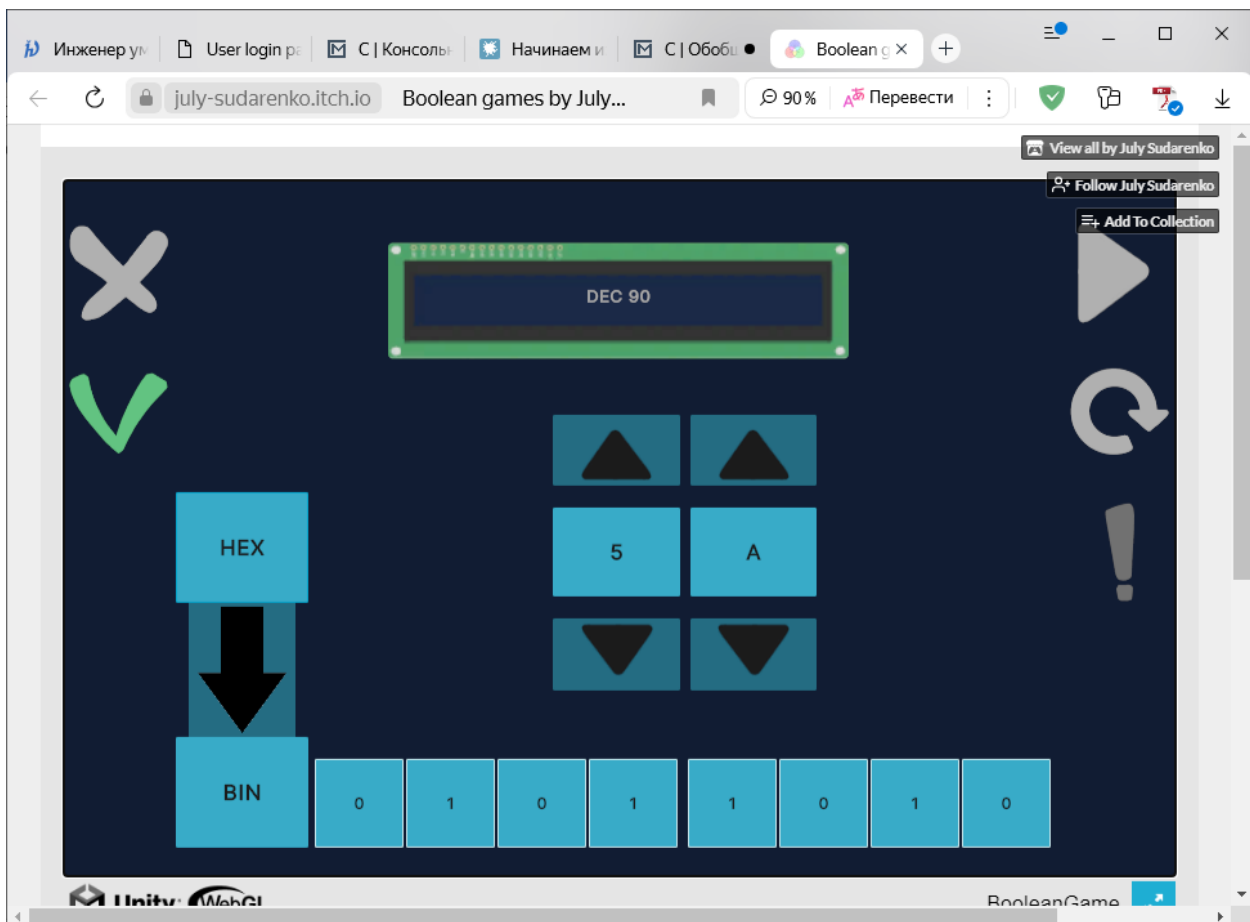 Инженер ум
User login pa
C | Консольн
Начинаем и
C | Обобщ
Boolean g
july-sudarenko.itch.io Boolean games by July...
90 %
Перевести
View all by July Sudarenko
Follow July Sudarenko
Add To Collection
DEC 90
HEX
5 A
BIN 0 1 0 1 1 0 1 0
Unity: WebGL
BooleanGame